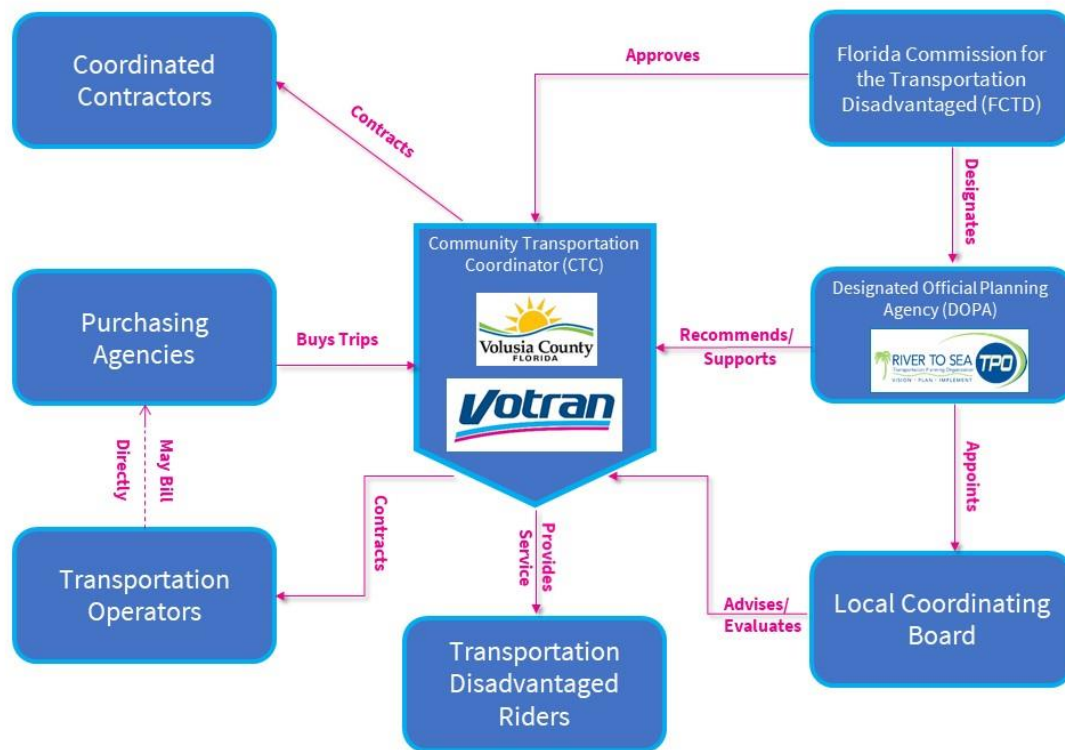 Coordinated
Contractors
Approves
Florida Commission for
the Transportation
Disadvantaged (FCTD)
Contracts
Designates
Community Transportation
Coordinator (CTC)
Volusia County
FLORIDA
Votran
Purchasing
Agencies
Buys Trips
Recommends/
Supports
Designated Official Planning
Agency (DOPA)
RIVER TO SEA
TPO
Transportation Planning Organization
VISION - PLAN - IMPLEMENT
May Bill
Directly
Appoints
Transportation
Operators
Contracts
Provides
Service
Advises/
Evaluates
Local Coordinating
Board
Transportation
Disadvantaged
Riders